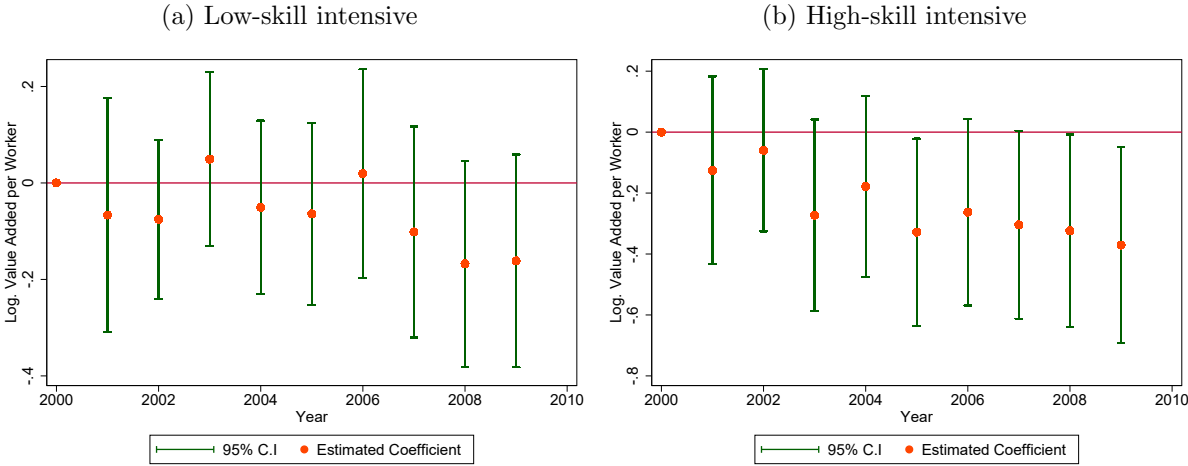 (a) Low-skill intensive
Log. Value Added per Worker
.2
0
-.2
-.4
2000 2002 2004 2006 2008 2010
Year
95% C.I Estimated Coefficient
(b) High-skill intensive
Log. Value Added per Worker
.2
0
-.2
-.4
-.6
-.8
2000 2002 2004 2006 2008 2010
Year
95% C.I Estimated Coefficient